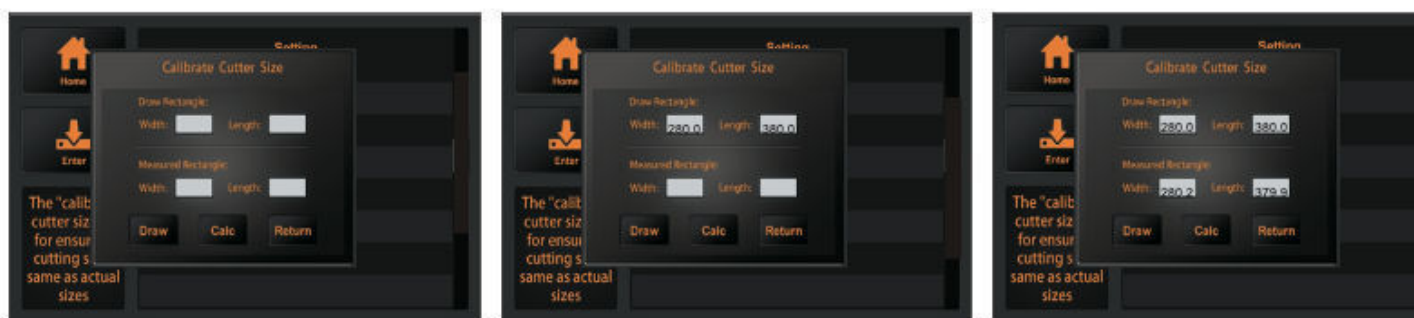 Home
Enter
The "calib
cutter siz
for ensur
cutting s
same as actual
sizes
Setting
Calibrate Cutter Size
Draw Rectangle:
Width: Length:
Measured Rectangle:
Width: Length:
Draw Calc Return
Home
Enter
The "calib
cutter siz
for ensur
cutting s
same as actual
sizes
Setting
Calibrate Cutter Size
Draw Rectangle:
Width: 280.0 Length: 380.0
Measured Rectangle:
Width: Length:
Draw Calc Return
Home
Enter
The "calib
cutter siz
for ensur
cutting s
same as actual
sizes
Setting
Calibrate Cutter Size
Draw Rectangle:
Width: 280.0 Length: 380.0
Measured Rectangle:
Width: 280.2 Length: 379.9
Draw Calc Return